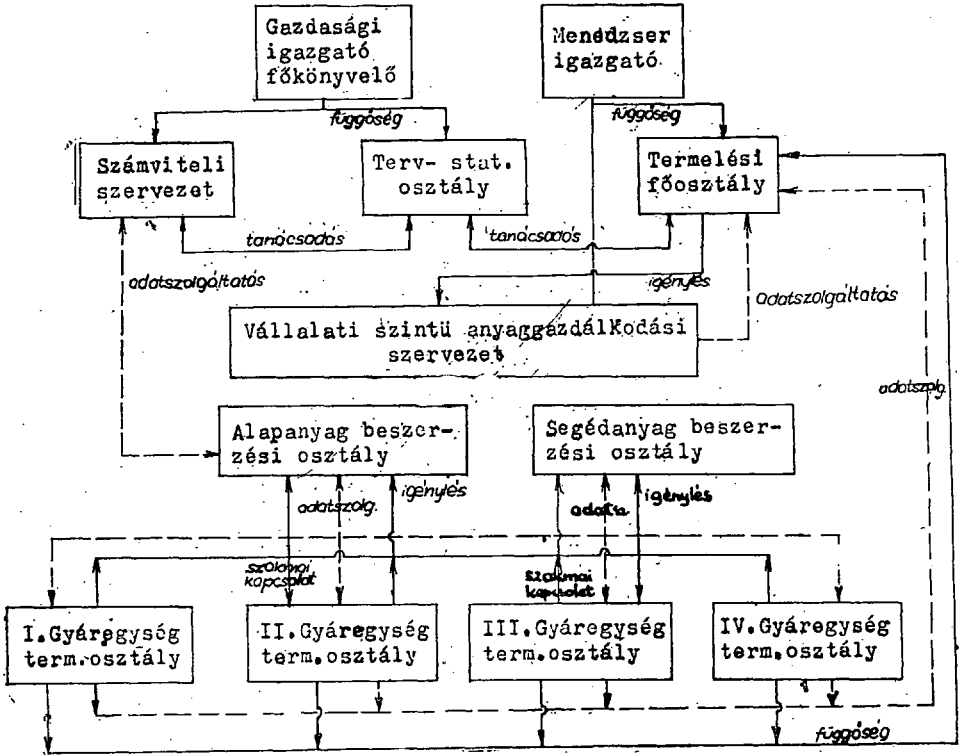 Gazdasági
igazgató
főkönyvelő
Menedzser
igazgató
függőség
függőség
Számviteli
szervezet
Terv- stat.
osztály
Termelési
főosztály
tanácsadás
tanácsadás
adatszolgáltatás
igénylés
adatszolgáltatás
Vállalati szintü anyaggazdálkodási
szervezet
adatszolg.
Alapanyag beszer-
zési osztály
Segédanyag beszer-
zési osztály
igénylés
adatszolg.
igénylés
adatsz.
szakmai
kapcsolat
szakmai
kapcsolat
I.Gyáregység
term.osztály
II.Gyáregység
term.osztály
III.Gyáregység
term.osztály
IV.Gyáregység
term.osztály
függőség